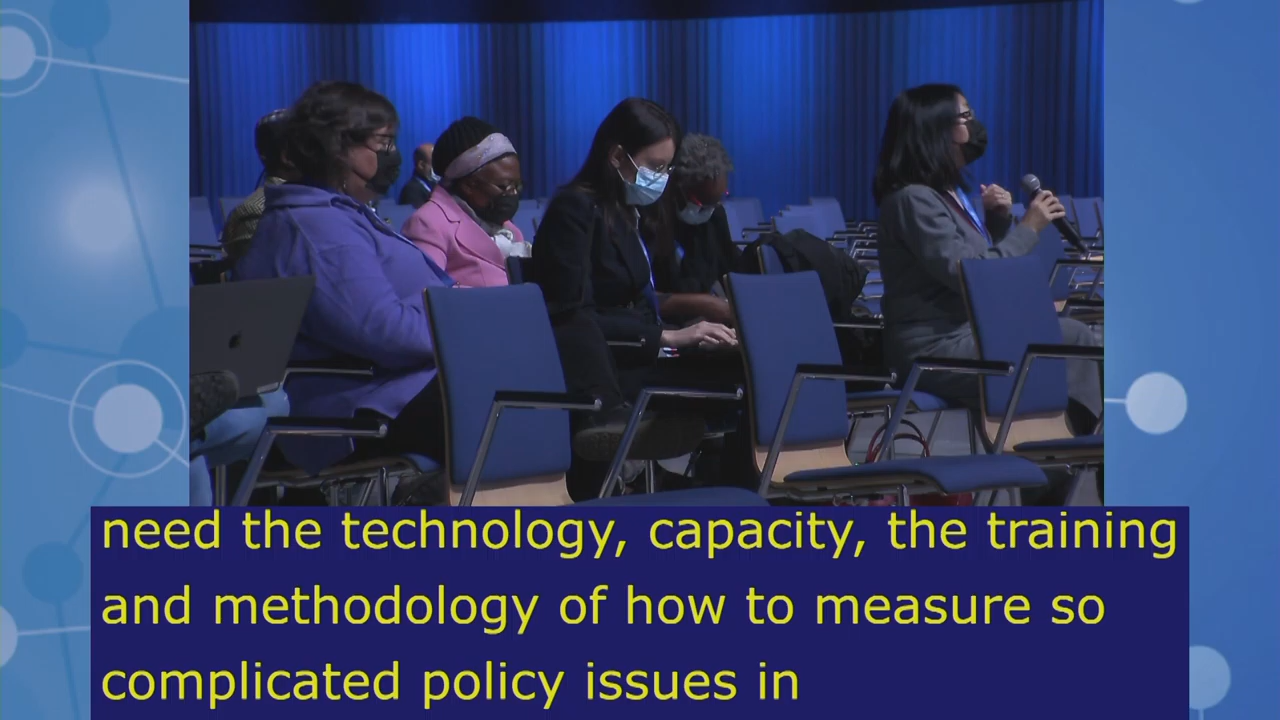 need the technology, capacity, the training
and methodology of how to measure so
complicated policy issues in